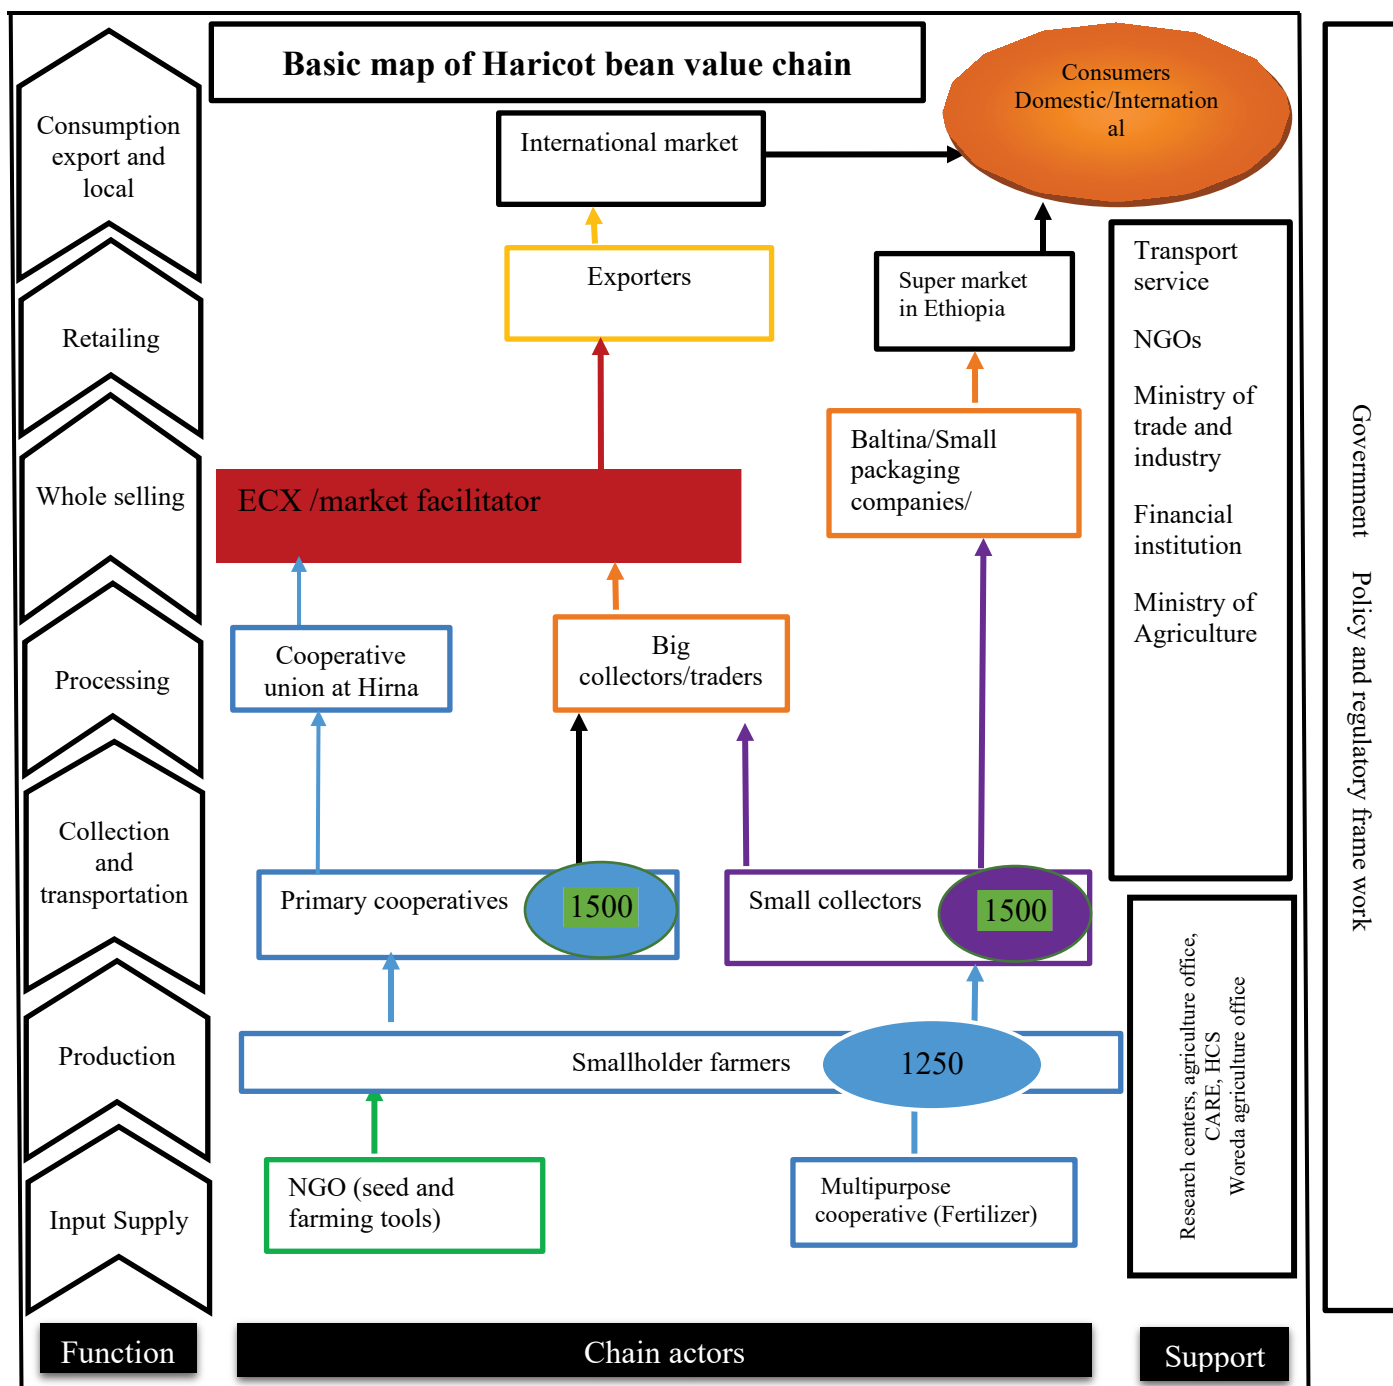 Basic map of Haricot bean value chain
Consumers
Domestic/Internation
al
Consumption
export and
local
International market
Exporters
Super market
in Ethiopia
Retailing
Baltina/Small
packaging
companies/
Whole selling
ECX /market facilitator
Processing
Cooperative
union at Hirna
Big
collectors/traders
Collection
and
transportation
Primary cooperatives
1500
Small collectors
1500
Production
Smallholder farmers
1250
Input Supply
NGO (seed and
farming tools)
Multipurpose
cooperative (Fertilizer)
Transport
service
NGOs
Ministry of
trade and
industry
Financial
institution
Ministry of
Agriculture
Research centers, agriculture office,
CARE, HCS
Woreda agriculture office
Government Policy and regulatory frame work
Function
Chain actors
Support